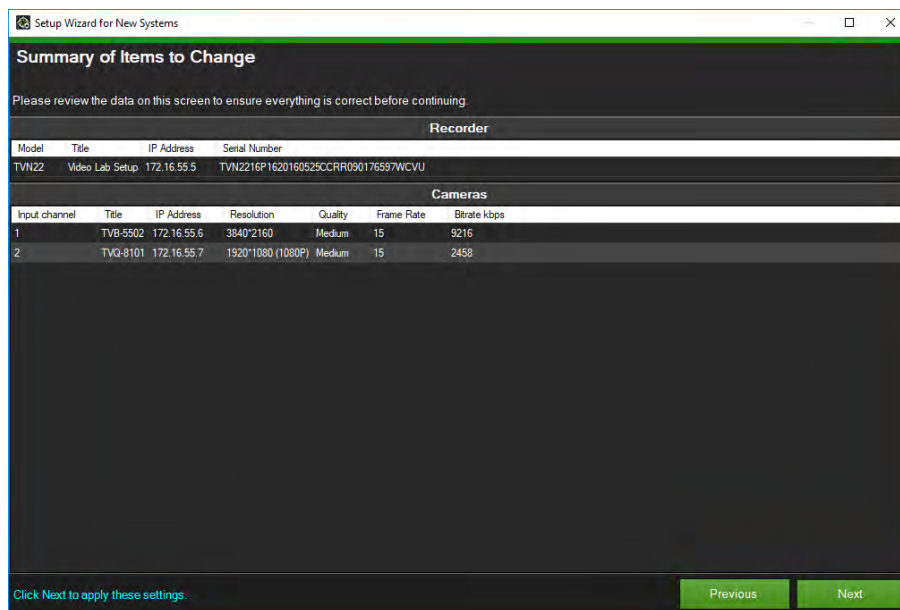 Setup Wizard for New Systems
Summary of Items to Change
Please review the data on this screen to ensure everything is correct before continuing.
Recorder
Model Title IP Address Serial Number
TVN22 Video Lab Setup 172.16.55.5 TVN2216P1620160525CCRR090176597WCVU
Cameras
Input channel Title IP Address Resolution Quality Frame Rate Bitrate kbps
1 TVB-5502 172.16.55.6 3840*2160 Medium 15 9216
2 TVQ-8101 172.16.55.7 1920*1080 (1080P) Medium 15 2458
Click Next to apply these settings.
Previous Next